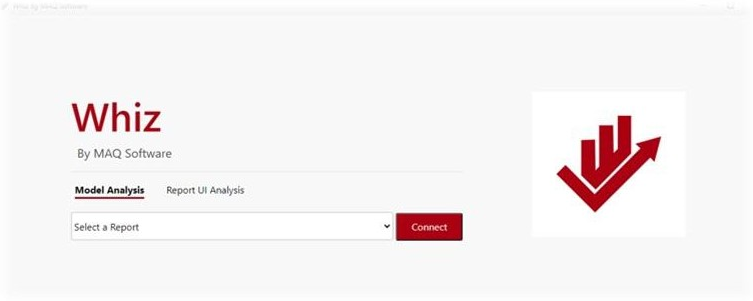 Whiz by MAQ Software
Whiz
By MAQ Software
Model Analysis
Report UI Analysis
Select a Report
Connect